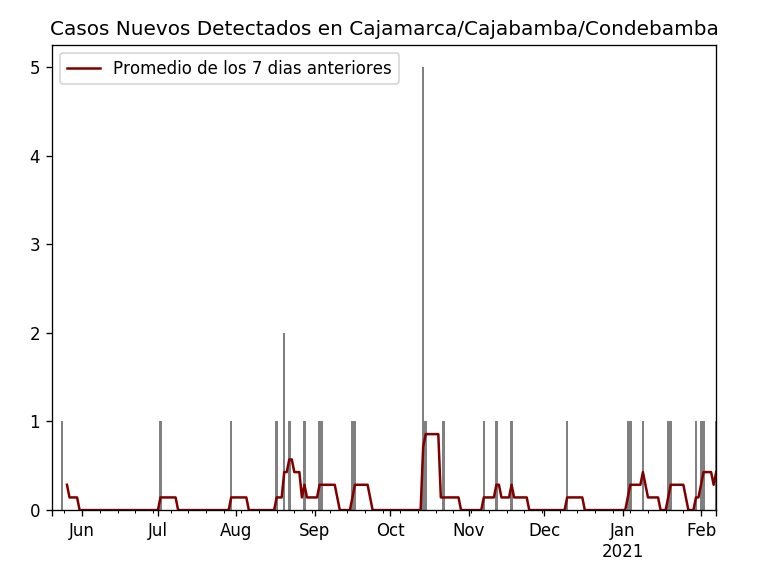 Casos Nuevos Detectados en Cajamarca/Cajabamba/Condebamba
Promedio de los 7 dias anteriores
5
4
3
2
1
0
Jun Jul Aug Sep Oct Nov Dec Jan Feb
2021